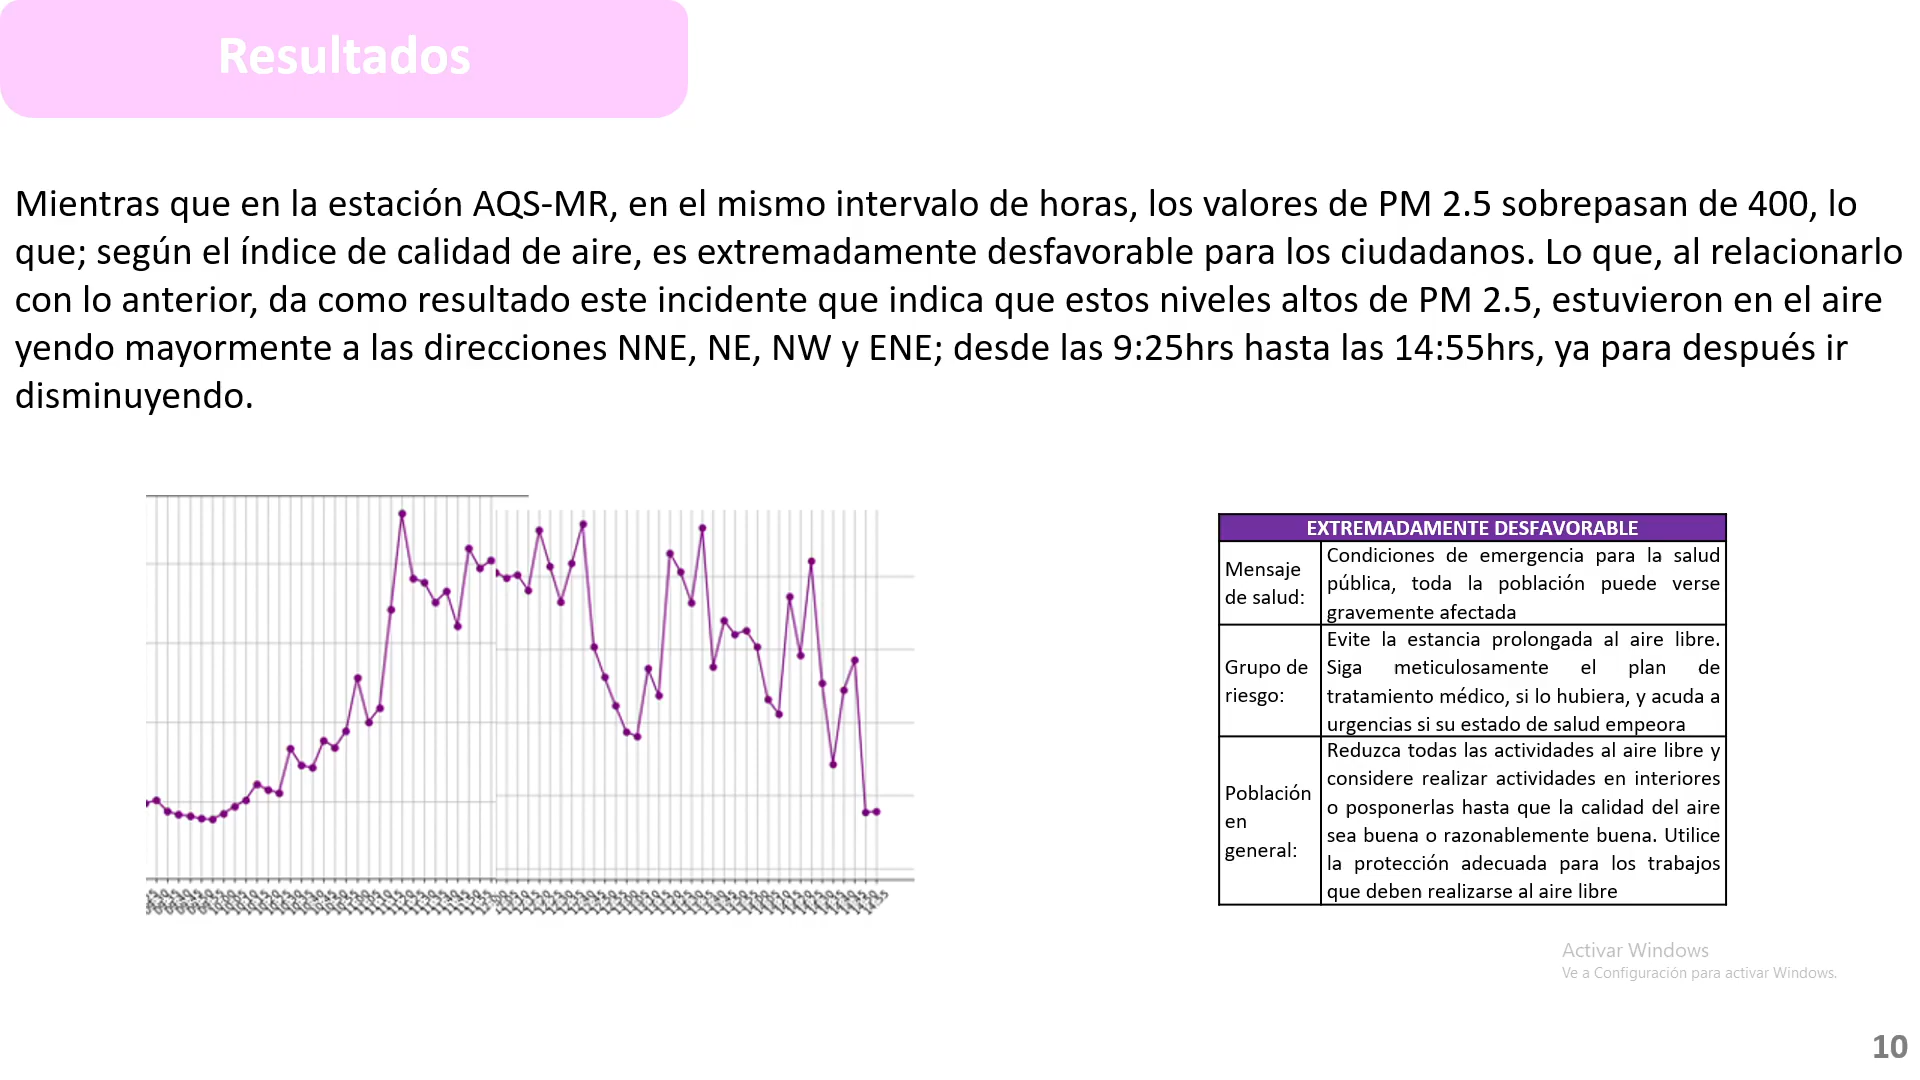 Resultados
Mientras que en la estación AQS-MR, en el mismo intervalo de horas, los valores de PM 2.5 sobrepasan de 400, lo
que; según el índice de calidad de aire, es extremadamente desfavorable para los ciudadanos. Lo que, al relacionarlo
con lo anterior, da como resultado este incidente que indica que estos niveles altos de PM 2.5, estuvieron en el aire
yendo mayormente a las direcciones NNE, NE, NW y ENE; desde las 9:25hrs hasta las 14:55hrs, ya para después ir
disminuyendo.
EXTREMADAMENTE DESFAVORABLE
Mensaje
de salud:
Condiciones de emergencia para la salud
pública, toda la población puede verse
gravemente afectada
Grupo de
riesgo:
Evite la estancia prolongada al aire libre.
Siga meticulosamente el plan de
tratamiento médico, si lo hubiera, y acuda a
urgencias si su estado de salud empeora
Población
en
general:
Reduzca todas las actividades al aire libre y
considere realizar actividades en interiores
o posponerlas hasta que la calidad del aire
sea buena o razonablemente buena. Utilice
la protección adecuada para los trabajos
que deben realizarse al aire libre
Activar Windows
Ve a Configuración para activar Windows.
10